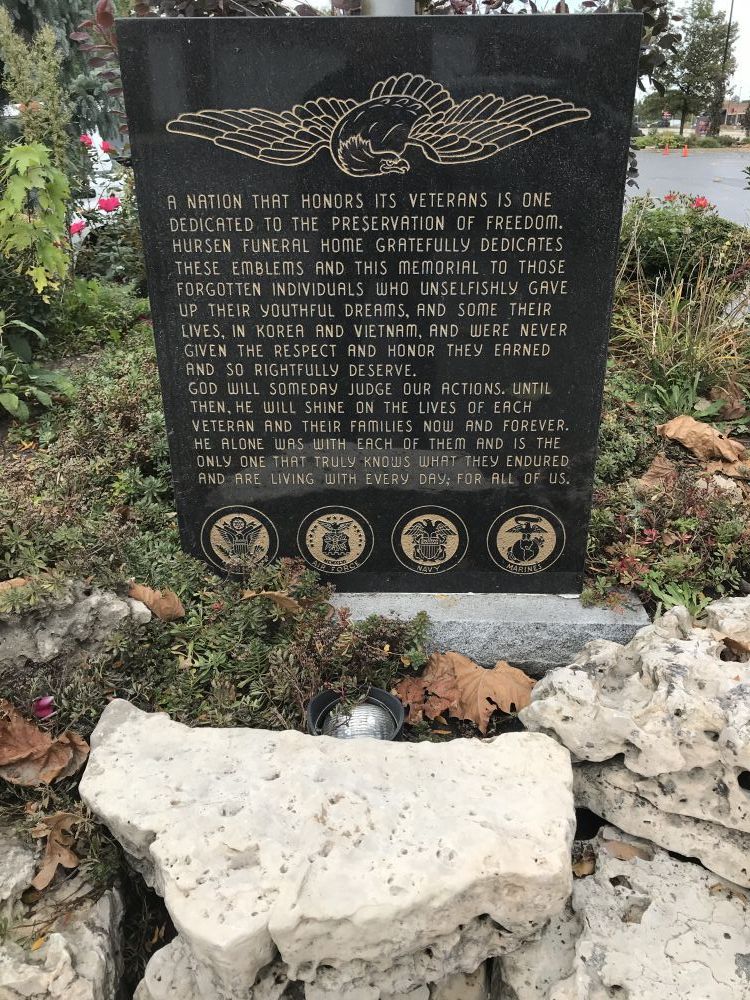 A NATION THAT HONORS ITS VETERANS IS ONE
DEDICATED TO THE PRESERVATION OF FREEDOM.
HURSEN FUNERAL HOME GRATEFULLY DEDICATES
THESE EMBLEMS AND THIS MEMORIAL TO THOSE
FORGOTTEN INDIVIDUALS WHO UNSELFISHLY GAVE
UP THEIR YOUTHFUL DREAMS, AND SOME THEIR
LIVES, IN KOREA AND VIETNAM, AND WERE NEVER
GIVEN THE RESPECT AND HONOR THEY EARNED
AND SO RIGHTFULLY DESERVE.
GOD WILL SOMEDAY JUDGE OUR ACTIONS. UNTIL
THEN, HE WILL SHINE ON THE LIVES OF EACH
VETERAN AND THEIR FAMILIES NOW AND FOREVER.
HE ALONE WAS WITH EACH OF THEM AND IS THE
ONLY ONE THAT TRULY KNOWS WHAT THEY ENDURED
AND ARE LIVING WITH EVERY DAY; FOR ALL OF US.
AIR FORCE NAVY MARINES